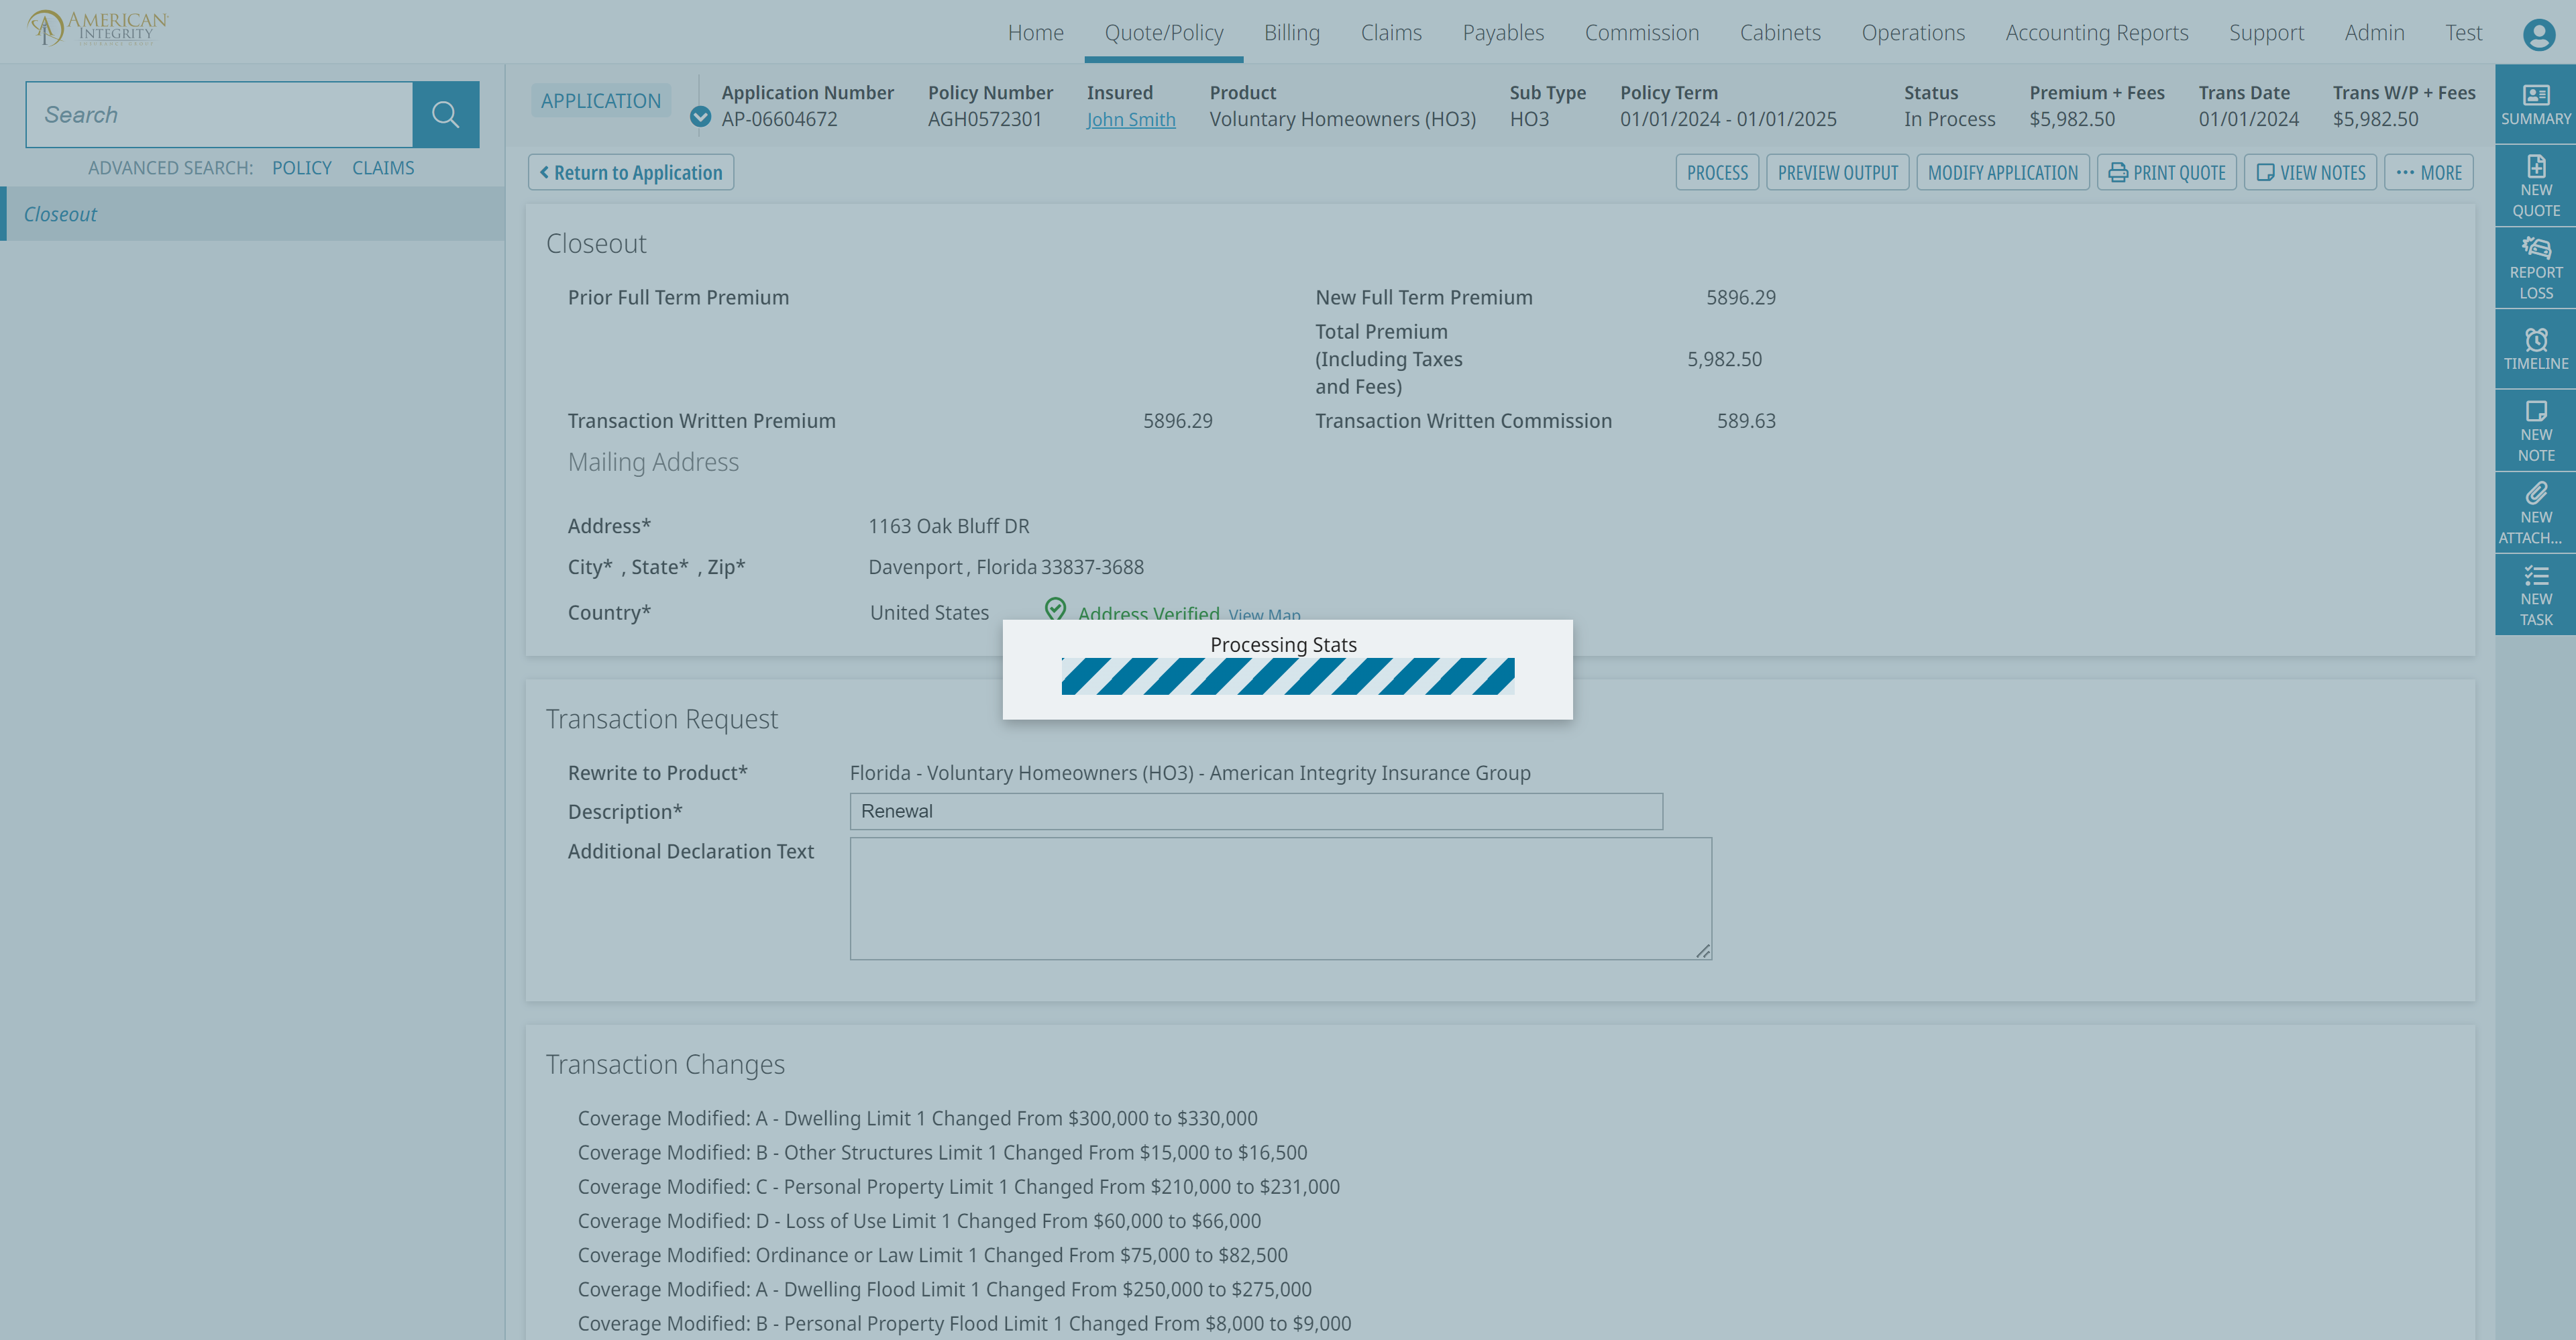 AMERICAN
INTEGRITY
Home Quote/Policy Billing Claims Payables Commission Cabinets Operations Accounting Reports Support Admin Test
Search
ADVANCED SEARCH: POLICY CLAIMS
Closeout
APPLICATION
Application Number Policy Number Insured Product Sub Type Policy Term Status Premium + Fees Trans Date Trans W/P + Fees
AP-06604672 AGH0572301 John Smith Voluntary Homeowners (HO3) HO3 01/01/2024 - 01/01/2025 In Process $5,982.50 01/01/2024 $5,982.50
Return to Application PROCESS PREVIEW OUTPUT MODIFY APPLICATION PRINT QUOTE VIEW NOTES ··· MORE
Closeout
Prior Full Term Premium New Full Term Premium 5896.29
Total Premium
(Including Taxes 5,982.50
and Fees)
Transaction Written Premium 5896.29 Transaction Written Commission 589.63
Mailing Address
Address* 1163 Oak Bluff DR
City* , State* , Zip* Davenport , Florida 33837-3688
Country* United States Address Verified View Map
Processing Stats
Transaction Request
Rewrite to Product* Florida - Voluntary Homeowners (HO3) - American Integrity Insurance Group
Description* Renewal
Additional Declaration Text
Transaction Changes
Coverage Modified: A - Dwelling Limit 1 Changed From $300,000 to $330,000
Coverage Modified: B - Other Structures Limit 1 Changed From $15,000 to $16,500
Coverage Modified: C - Personal Property Limit 1 Changed From $210,000 to $231,000
Coverage Modified: D - Loss of Use Limit 1 Changed From $60,000 to $66,000
Coverage Modified: Ordinance or Law Limit 1 Changed From $75,000 to $82,500
Coverage Modified: A - Dwelling Flood Limit 1 Changed From $250,000 to $275,000
Coverage Modified: B - Personal Property Flood Limit 1 Changed From $8,000 to $9,000
SUMMARY
NEW
QUOTE
REPORT
LOSS
TIMELINE
NEW
NOTE
NEW
ATTACH...
NEW
TASK